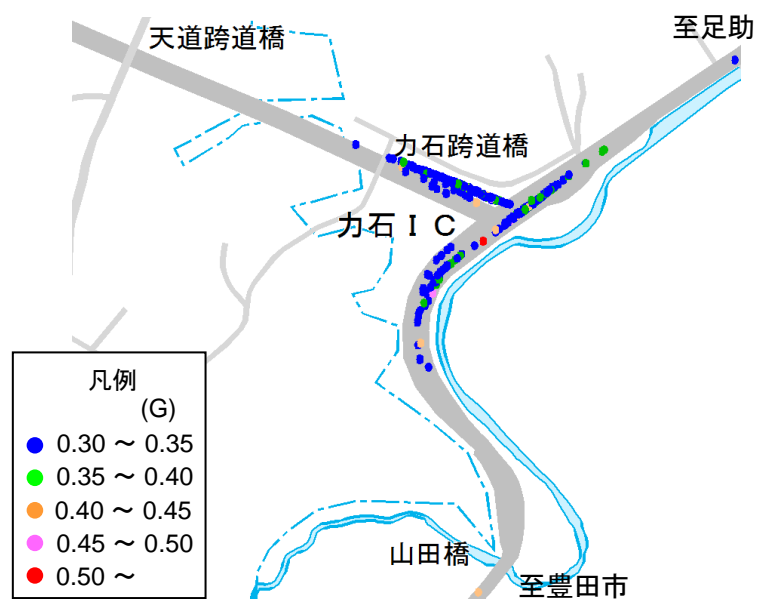 天道跨道橋
至足助
力石跨道橋
力石ＩＣ
凡例
(G)
0.30 ～ 0.35
0.35 ～ 0.40
0.40 ～ 0.45
0.45 ～ 0.50
0.50 ～
山田橋
至豊田市